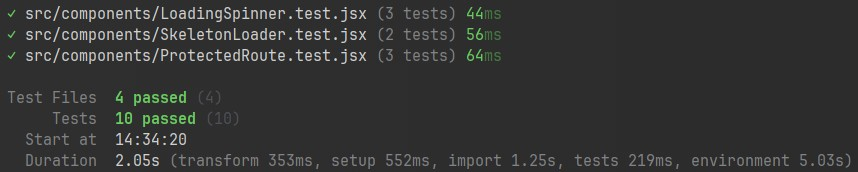 ✓ src/components/LoadingSpinner.test.jsx (3 tests) 44ms
✓ src/components/SkeletonLoader.test.jsx (2 tests) 56ms
✓ src/components/ProtectedRoute.test.jsx (3 tests) 64ms
Test Files 4 passed (4)
Tests 10 passed (10)
Start at 14:34:20
Duration 2.05s (transform 353ms, setup 552ms, import 1.25s, tests 219ms, environment 5.03s)